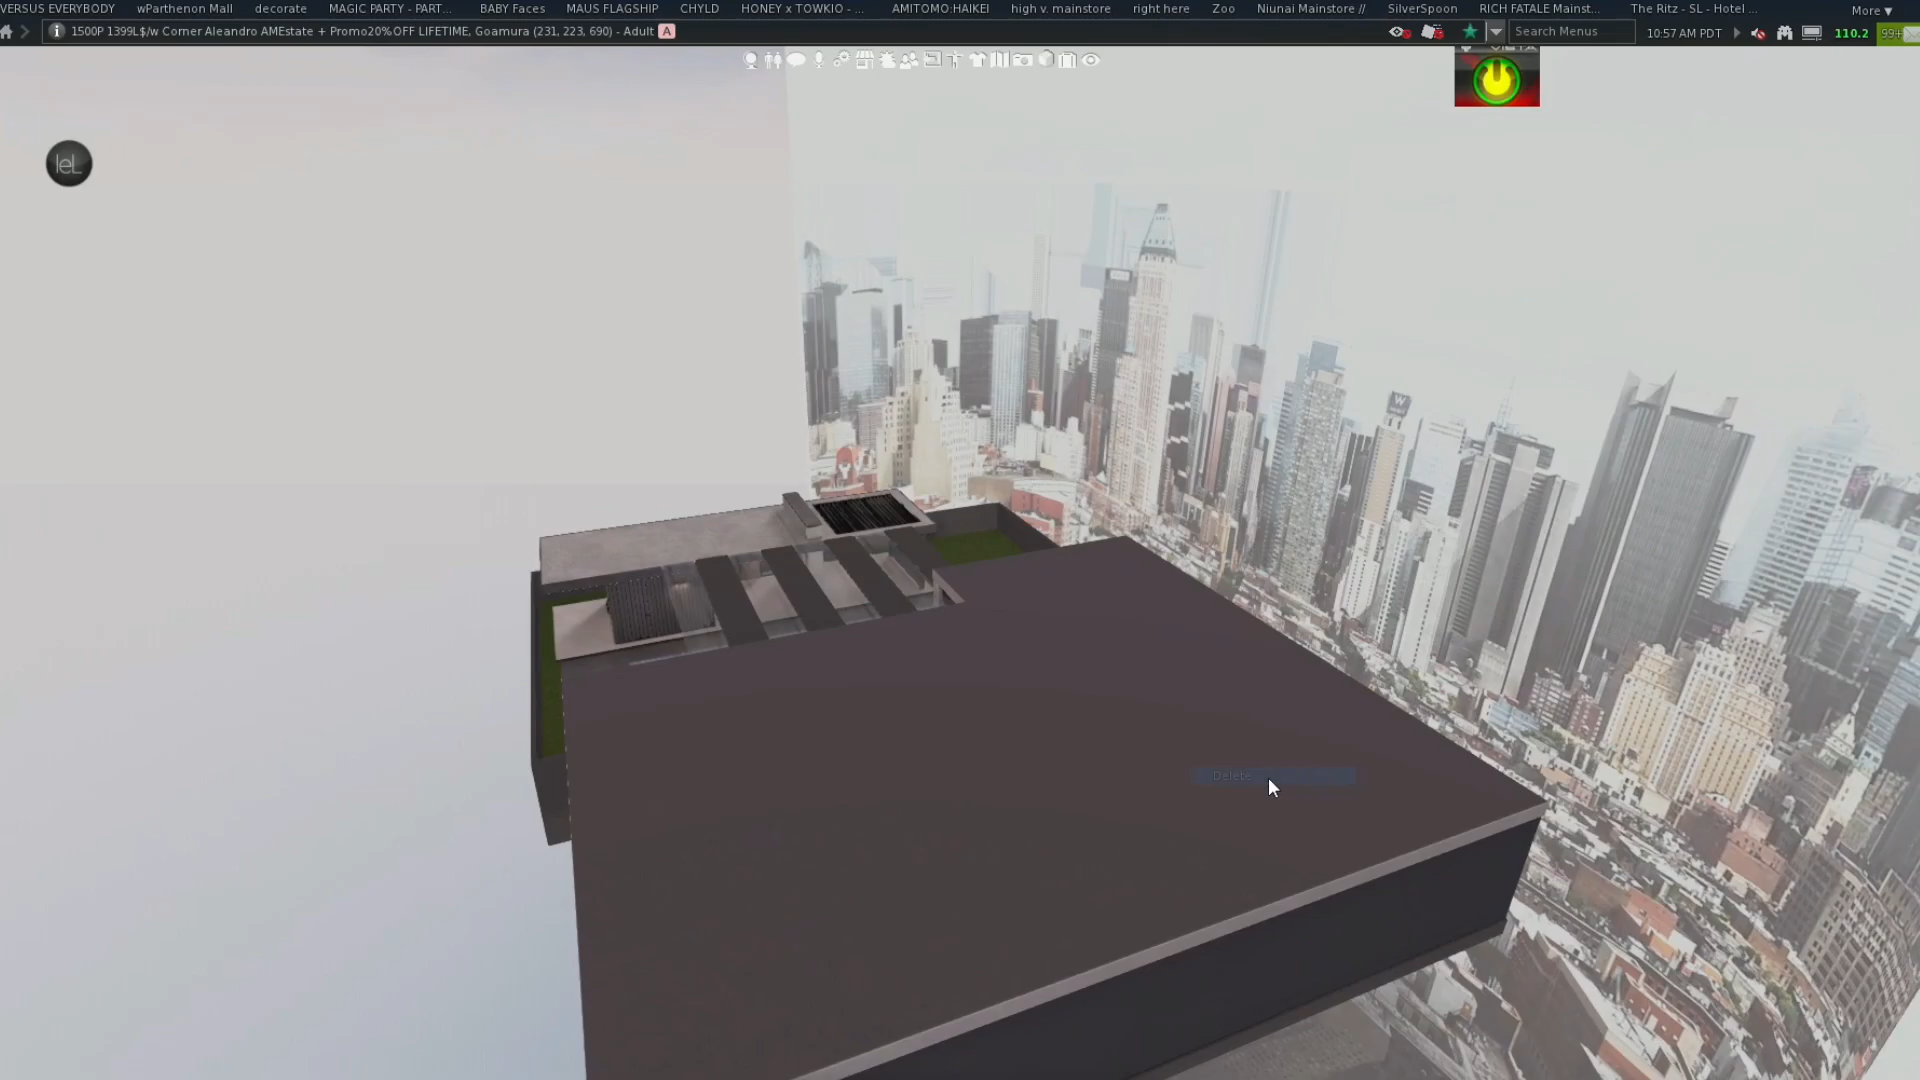 VERSUS EVERYBODY wParthenon Mall decorate MAGIC PARTY - PART... BABY Faces MAUS FLAGSHIP CHYLD HONEY x TOWKIO - ... AMITOMO:HAIKEI high v. mainstore right here Zoo Niunai Mainstore // SilverSpoon RICH FATALE Mainst... The Ritz - SL - Hotel ... More ▼
1500P 1399L$/w Corner Aleandro AMEstate + Promo20%OFF LIFETIME, Goamura (231, 223, 690) - Adult A Search Menus 10:57 AM PDT 110.2 99+
leL
W
Delete